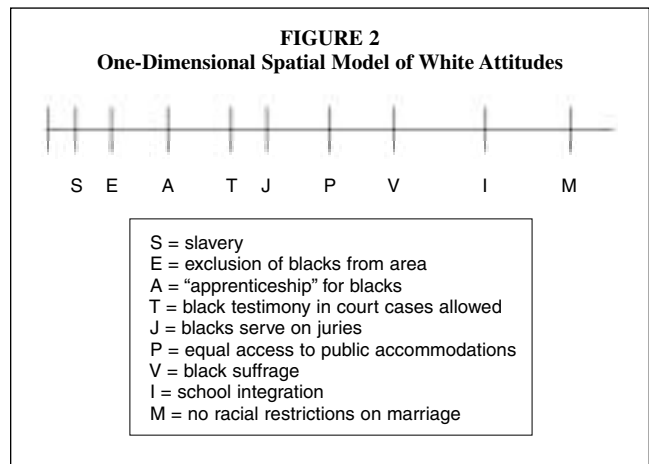 FIGURE 2
One-Dimensional Spatial Model of White Attitudes
S E A T J P V I M
S = slavery
E = exclusion of blacks from area
A = “apprenticeship” for blacks
T = black testimony in court cases allowed
J = blacks serve on juries
P = equal access to public accommodations
V = black suffrage
I = school integration
M = no racial restrictions on marriage